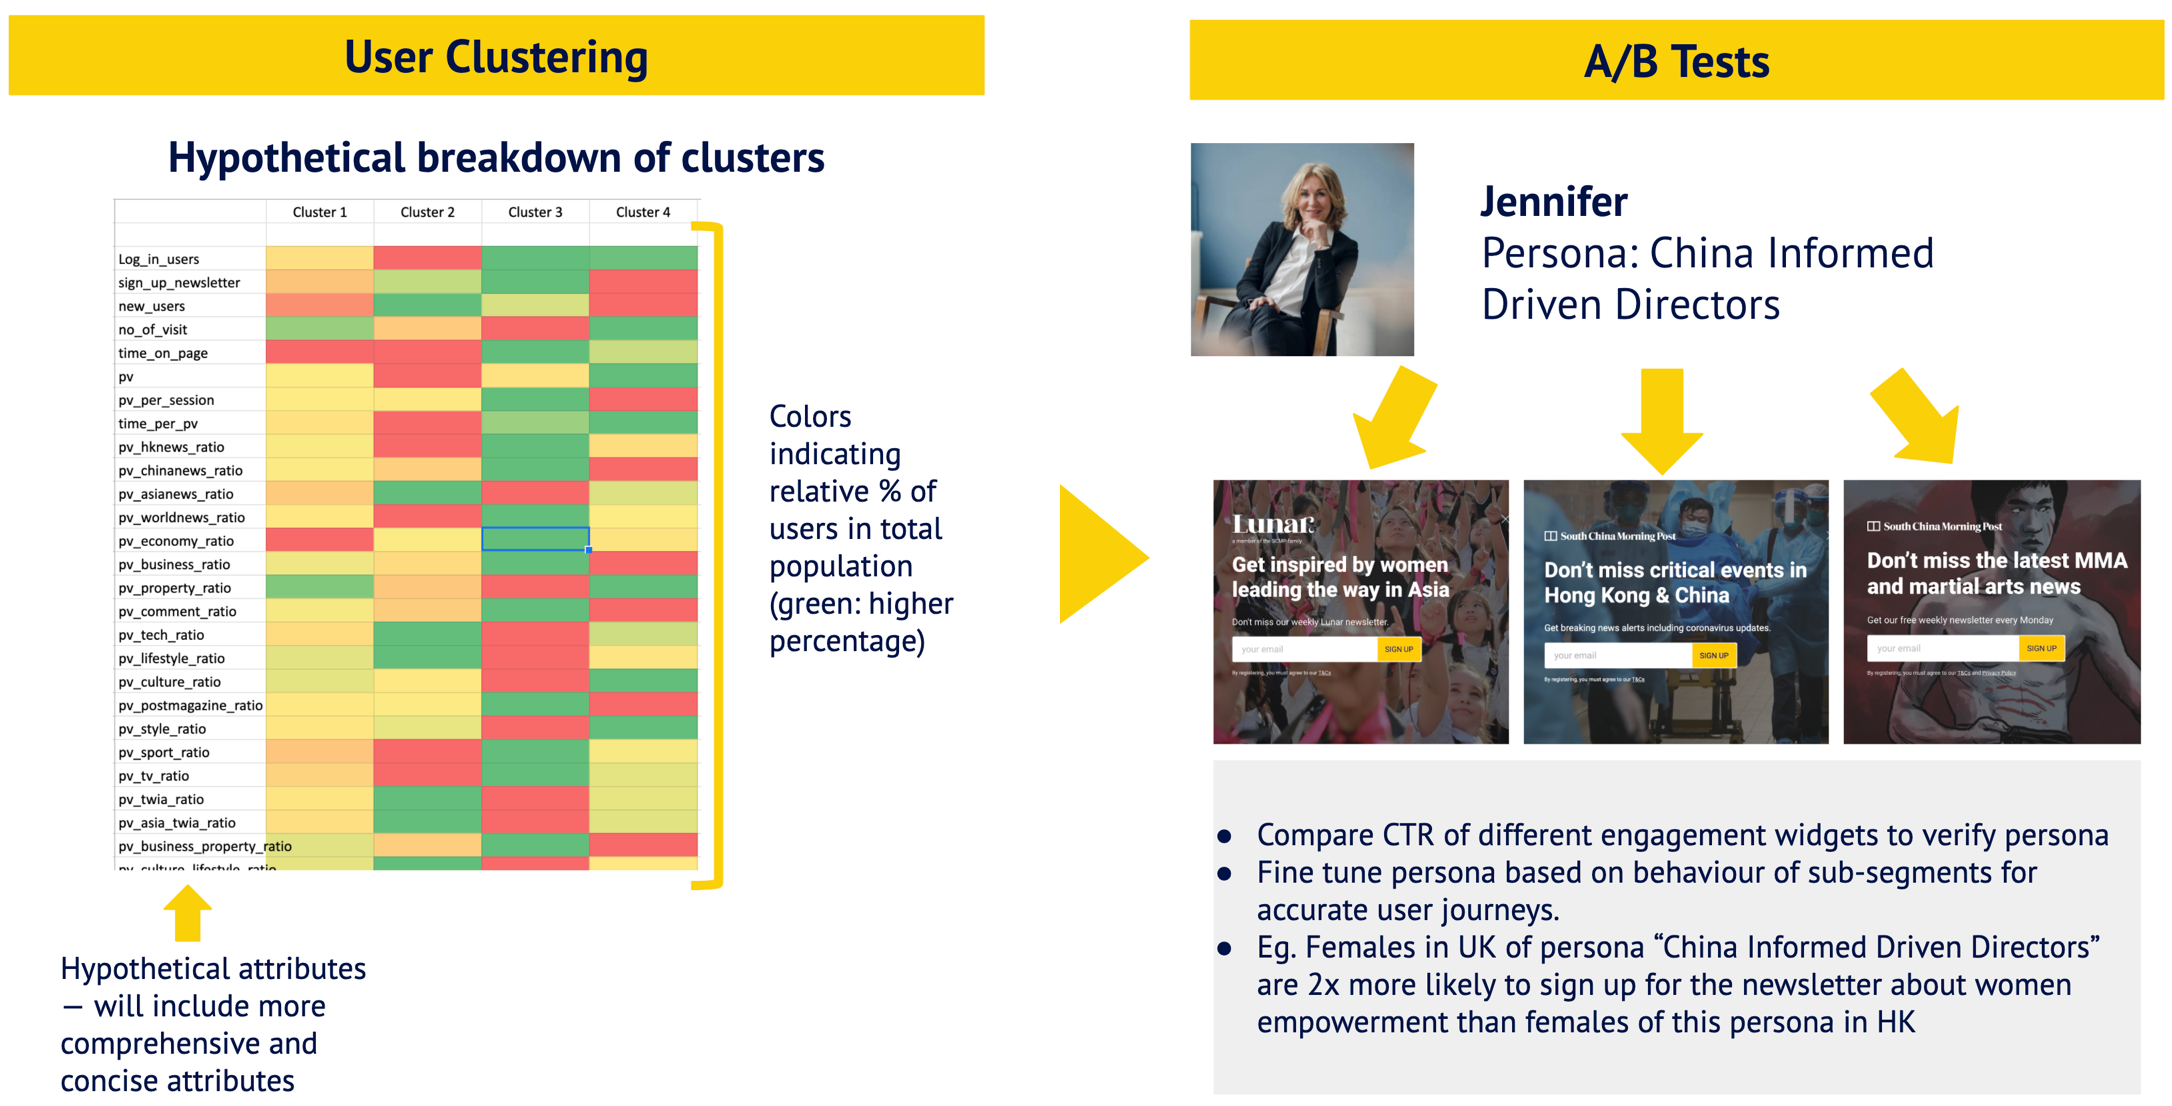 User Clustering
Hypothetical breakdown of clusters
Cluster 1 Cluster 2 Cluster 3 Cluster 4
Log_in_users
sign_up_newsletter
new_users
no_of_visit
time_on_page
pv
pv_per_session
time_per_pv
pv_hknews_ratio
pv_chinanews_ratio
pv_asianews_ratio
pv_worldnews_ratio
pv_economy_ratio
pv_business_ratio
pv_property_ratio
pv_comment_ratio
pv_tech_ratio
pv_lifestyle_ratio
pv_culture_ratio
pv_postmagazine_ratio
pv_style_ratio
pv_sport_ratio
pv_tv_ratio
pv_twia_ratio
pv_asia_twia_ratio
pv_business_property_ratio
pv_culture_lifestyle_ratio
Colors
indicating
relative % of
users in total
population
(green: higher
percentage)
Hypothetical attributes
— will include more
comprehensive and
concise attributes
A/B Tests
Jennifer
Persona: China Informed
Driven Directors
Lunar
a member of the SCMP family
Get inspired by women
leading the way in Asia
Don't miss our weekly Lunar newsletter.
your email SIGN UP
By registering, you must agree to our T&Cs
South China Morning Post
Don't miss critical events in
Hong Kong & China
Get breaking news alerts including coronavirus updates.
your email SIGN UP
By registering, you must agree to our T&Cs
South China Morning Post
Don't miss the latest MMA
and martial arts news
Get our free weekly newsletter every Monday
your email SIGN UP
By registering, you must agree to our T&Cs and Privacy Policy
● Compare CTR of different engagement widgets to verify persona
● Fine tune persona based on behaviour of sub-segments for
accurate user journeys.
● Eg. Females in UK of persona “China Informed Driven Directors”
are 2x more likely to sign up for the newsletter about women
empowerment than females of this persona in HK